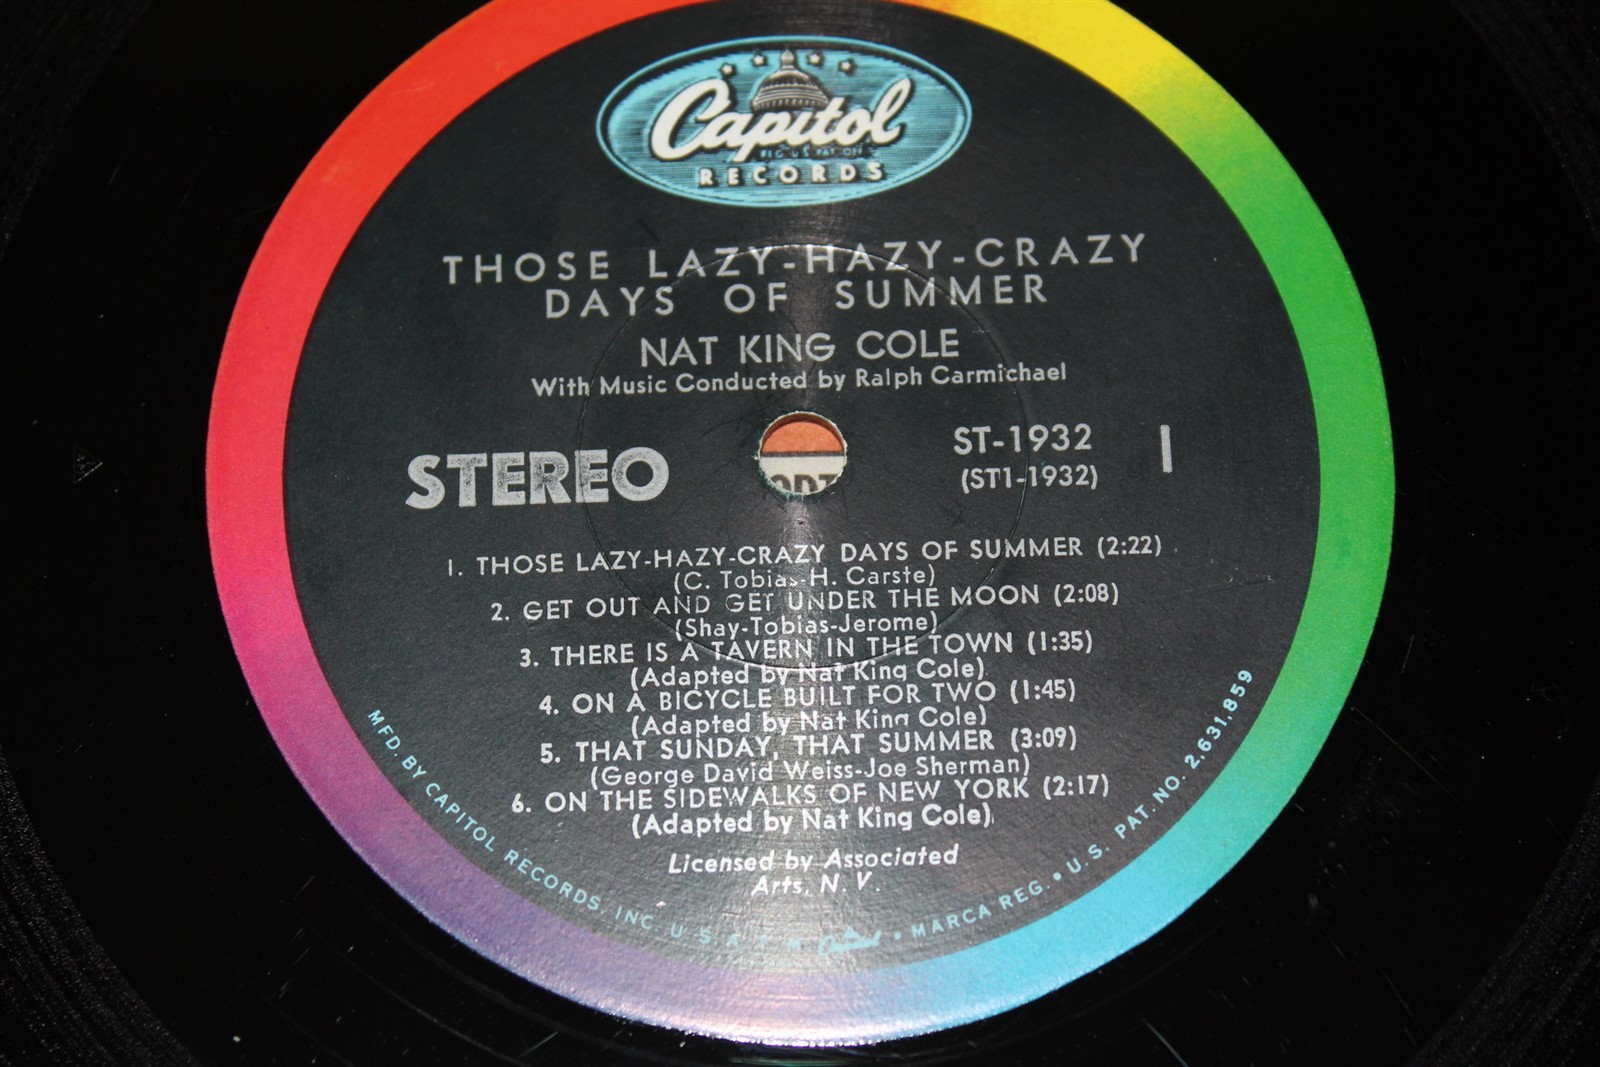 Capitol
REG. U.S. PAT. OFF.
RECORDS
THOSE LAZY-HAZY-CRAZY
DAYS OF SUMMER
NAT KING COLE
With Music Conducted by Ralph Carmichael
STEREO
ST-1932
(ST1-1932)
1
1. THOSE LAZY-HAZY-CRAZY DAYS OF SUMMER (2:22)
(C. Tobias-H. Carste)
2. GET OUT AND GET UNDER THE MOON (2:08)
(Shay-Tobias-Jerome)
3. THERE IS A TAVERN IN THE TOWN (1:35)
(Adapted by Nat King Cole)
4. ON A BICYCLE BUILT FOR TWO (1:45)
(Adapted by Nat King Cole)
5. THAT SUNDAY, THAT SUMMER (3:09)
(George David Weiss-Joe Sherman)
6. ON THE SIDEWALKS OF NEW YORK (2:17)
(Adapted by Nat King Cole)
Licensed by Associated
Arts, N. V.
MFD. BY CAPITOL RECORDS, INC. U.S.A. T.M. Capitol • MARCA REG. • U.S. PAT. NO. 2,631,859